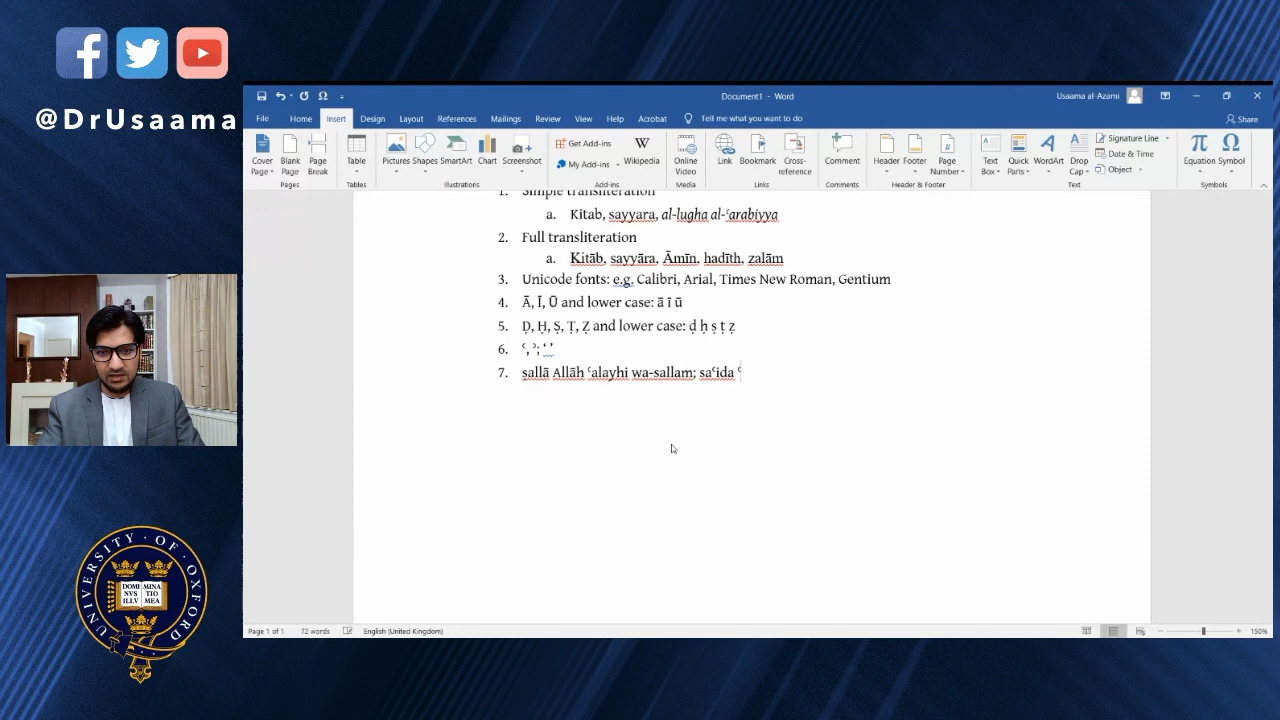 @DrUsaama
Document1 - Word
Usaama al-Azami
File Home Insert Design Layout References Mailings Review View Help Acrobat Tell me what you want to do Share
Cover Page Blank Page Page Break
Pages
Table
Tables
Pictures Shapes SmartArt Chart Screenshot
Illustrations
Get Add-ins
My Add-ins
Wikipedia
Add-ins
Online Video
Media
Link Bookmark Cross-reference
Links
Comment
Comments
Header Footer Page Number
Header & Footer
Text Box Quick Parts WordArt Drop Cap
Signature Line
Date & Time
Object
Text
Equation Symbol
Symbols
1. Simple transliteration
a. Kitab, sayyara, al-lugha al-ʿarabiyya
2. Full transliteration
a. Kitāb, sayyāra, Āmīn, hadīth, zalām
3. Unicode fonts: e.g. Calibri, Arial, Times New Roman, Gentium
4. Ā, Ī, Ū and lower case: ā ī ū
5. Ḍ, Ḥ, Ṣ, Ṭ, Ẓ and lower case: ḍ ḥ ṣ ṭ ẓ
6. ʿ, ʾ; ‘ ’
7. ṣallā Allāh ʿalayhi wa-sallam; saʿida ʿ
UNIVERSITY · OF · OXFORD
DOMI MINA
NVS TIO
ILLV MEA
Page 1 of 1 72 words English (United Kingdom) 150%